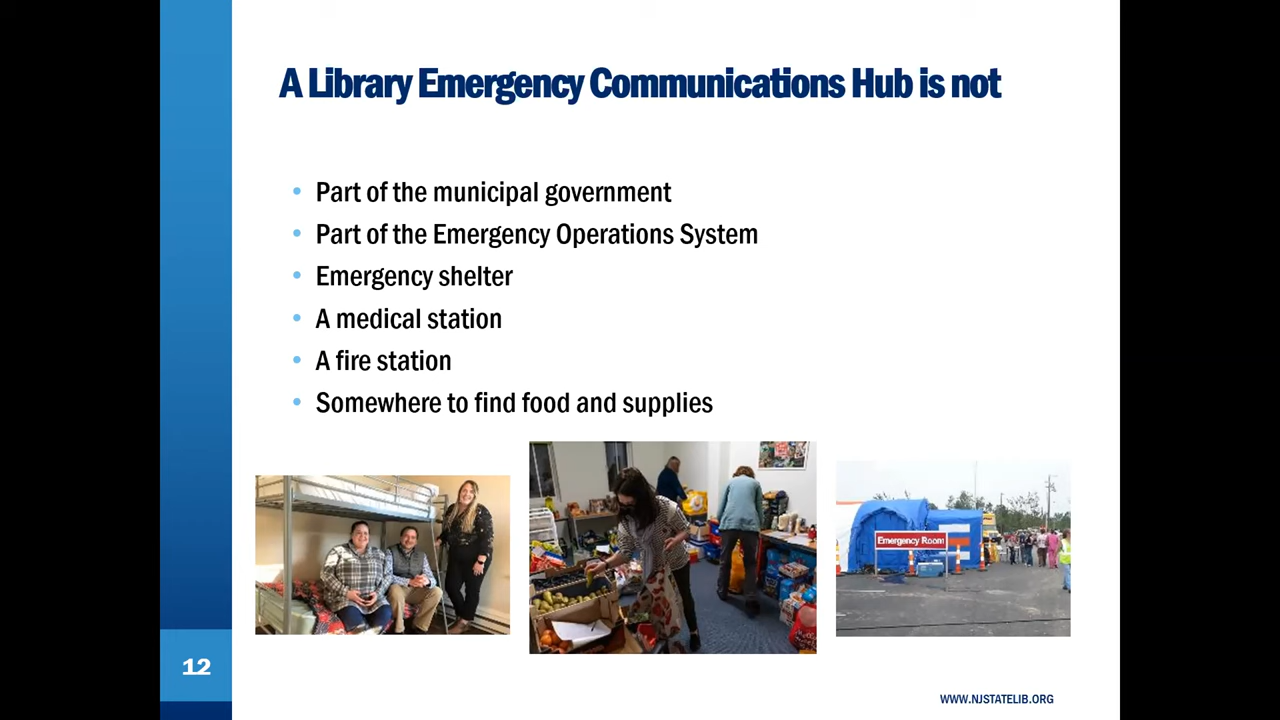 A Library Emergency Communications Hub is not
Part of the municipal government
Part of the Emergency Operations System
Emergency shelter
A medical station
A fire station
Somewhere to find food and supplies
Emergency Room
12
WWW.NJSTATELIB.ORG